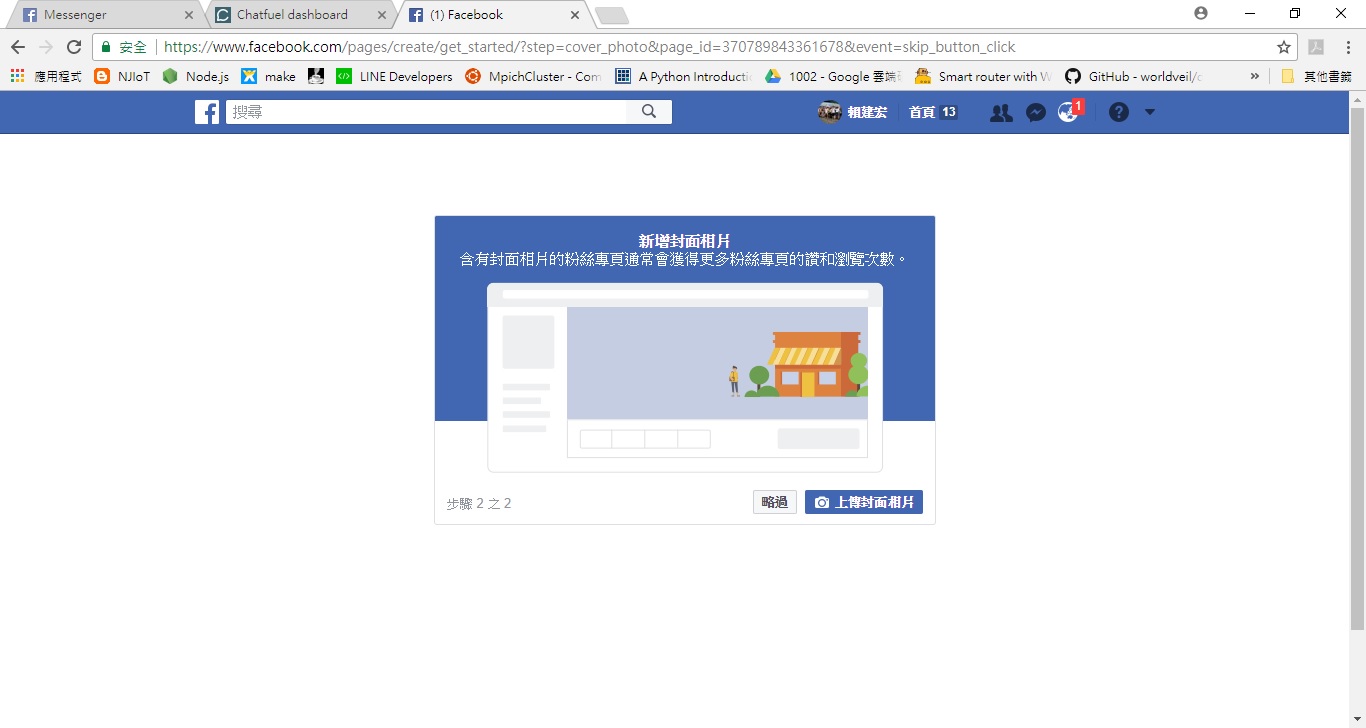 Messenger
Chatfuel dashboard
(1) Facebook
安全
https://www.facebook.com/pages/create/get_started/?step=cover_photo&page_id=370789843361678&event=skip_button_click
應用程式
NJIoT
Node.js
make
LINE Developers
MpichCluster - Com
A Python Introducti
1002 - Google 雲端
Smart router with W
GitHub - worldveil/
»
其他書籤
搜尋
賴建宏
首頁 13
1
新增封面相片
含有封面相片的粉絲專頁通常會獲得更多粉絲專頁的讚和瀏覽次數。
步驟 2 之 2
略過
上傳封面相片